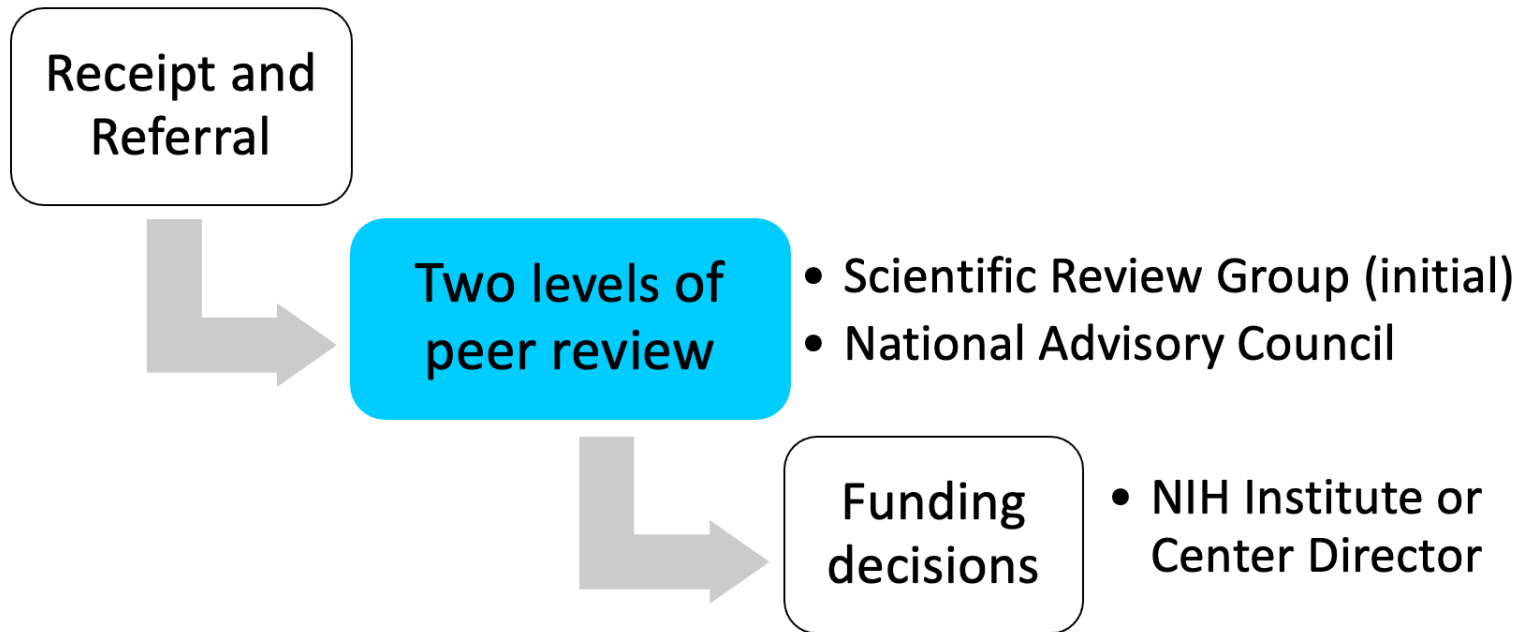 Receipt and
Referral
Two levels of
peer review
• Scientific Review Group (initial)
• National Advisory Council
Funding
decisions
• NIH Institute or
Center Director